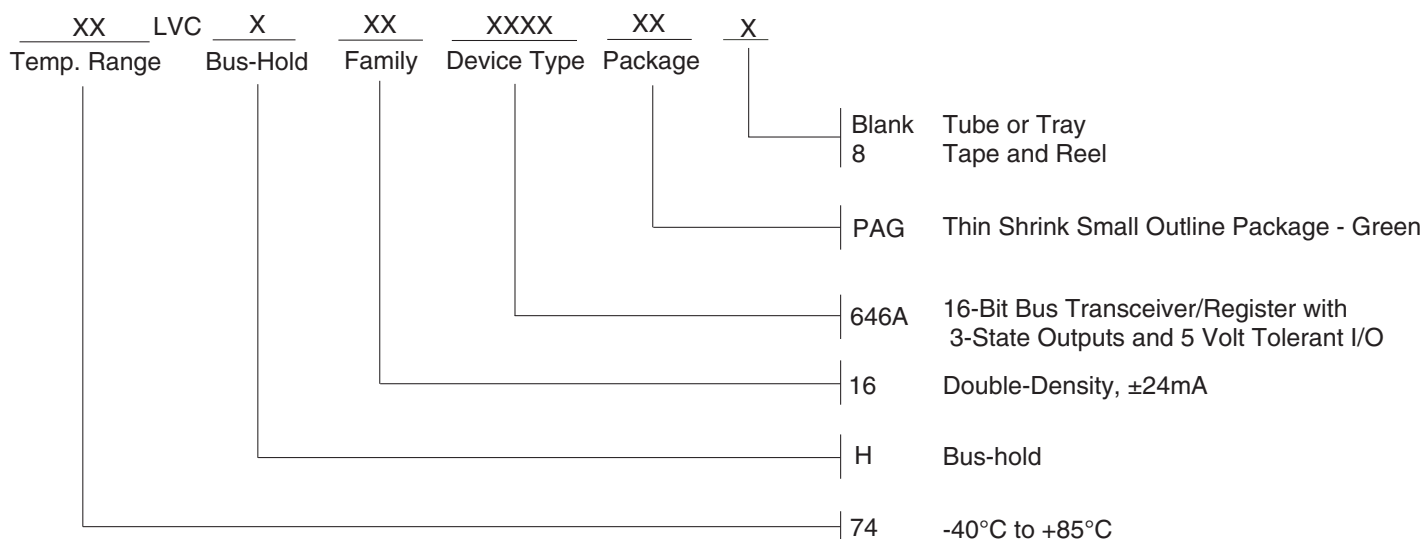 XX LVC X XX XXXX XX X
Temp. Range Bus-Hold Family Device Type Package
Blank Tube or Tray
8 Tape and Reel
PAG Thin Shrink Small Outline Package - Green
646A 16-Bit Bus Transceiver/Register with
3-State Outputs and 5 Volt Tolerant I/O
16 Double-Density, ±24mA
H Bus-hold
74 -40°C to +85°C